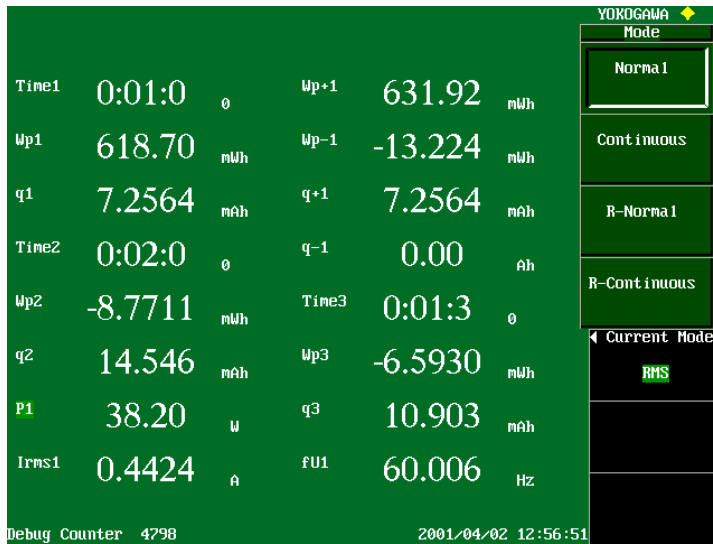 YOKOGAWA
Mode
Time1 0:01:0 0 Wp+1 631.92 mWh
Normal
Wp1 618.70 mWh Wp-1 -13.224 mWh
Continuous
q1 7.2564 mAh q+1 7.2564 mAh
R-Normal
Time2 0:02:0 0 q-1 0.00 Ah
R-Continuous
Wp2 -8.7711 mWh Time3 0:01:3 0
Current Mode
q2 14.546 mAh Wp3 -6.5930 mWh
RMS
P1 38.20 W q3 10.903 mAh
Irms1 0.4424 A fU1 60.006 Hz
Debug Counter 4798 2001/04/02 12:56:51